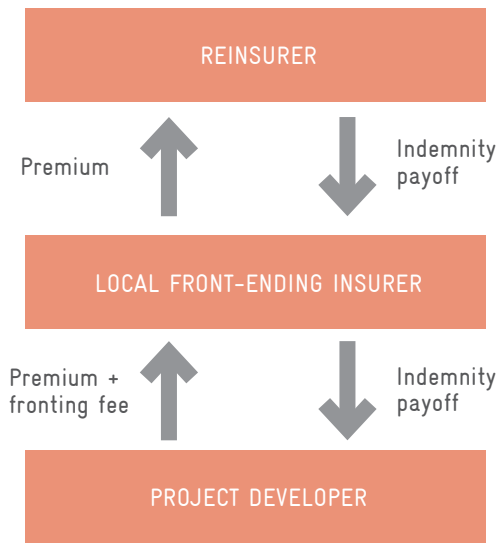 REINSURER
Premium
Indemnity
payoff
LOCAL FRONT-ENDING INSURER
Premium +
fronting fee
Indemnity
payoff
PROJECT DEVELOPER